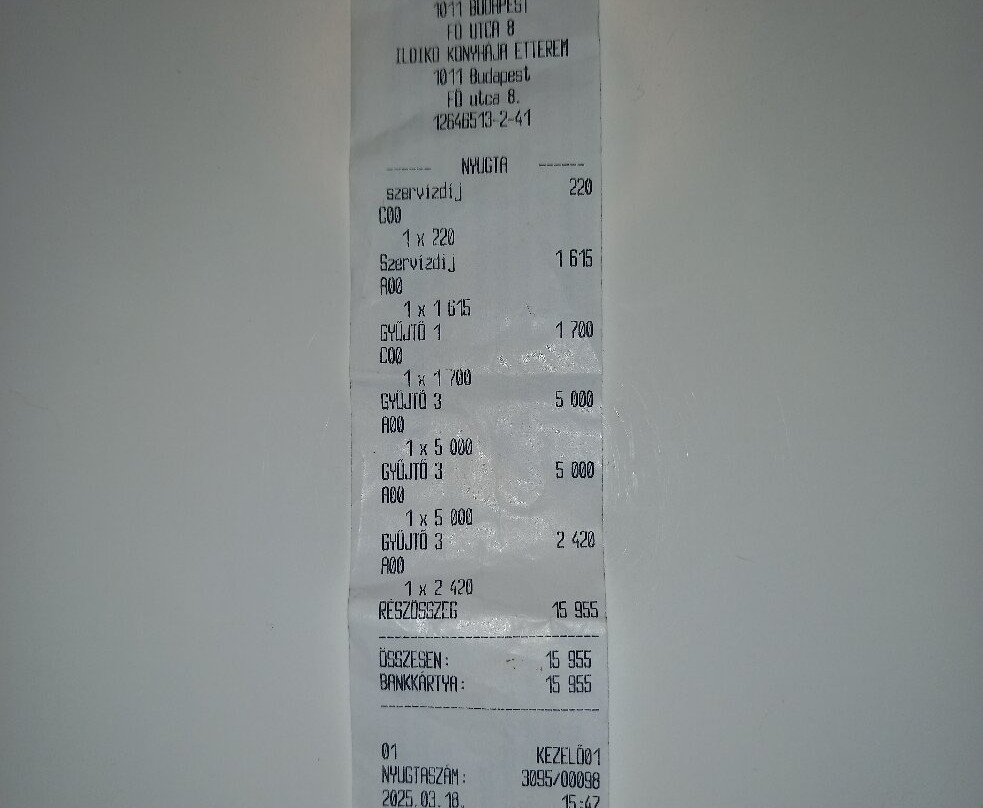 1011 BUDAPEST
FŐ UTCA 8
ILDIKÓ KONYHÁJA ÉTTEREM
1011 Budapest
FŐ utca 8.
12646513-2-41
------ NYUGTA ------
szervizdíj 220
C00
1 x 220
Szervizdíj 1 615
A00
1 x 1 615
GYŰJTŐ 1 1 700
C00
1 x 1 700
GYŰJTŐ 3 5 000
A00
1 x 5 000
GYŰJTŐ 3 5 000
A00
1 x 5 000
GYŰJTŐ 3 2 420
A00
1 x 2 420
RÉSZÖSSZEG 15 955
ÖSSZESEN: 15 955
BANKKÁRTYA: 15 955
01 KEZELŐ01
NYUGTASZÁM: 3095/00098
2025.03.18. 15:47